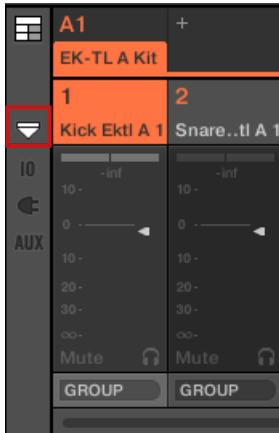 A1 +
EK-TL A Kit
1 2
Kick Ektl A 1 Snare..tl A 1
-inf -inf
10- 10-
0 - 0 -
10- 10-
20- 20-
30- 30-
∞- ∞-
Mute Mute
GROUP GROUP
IO
AUX